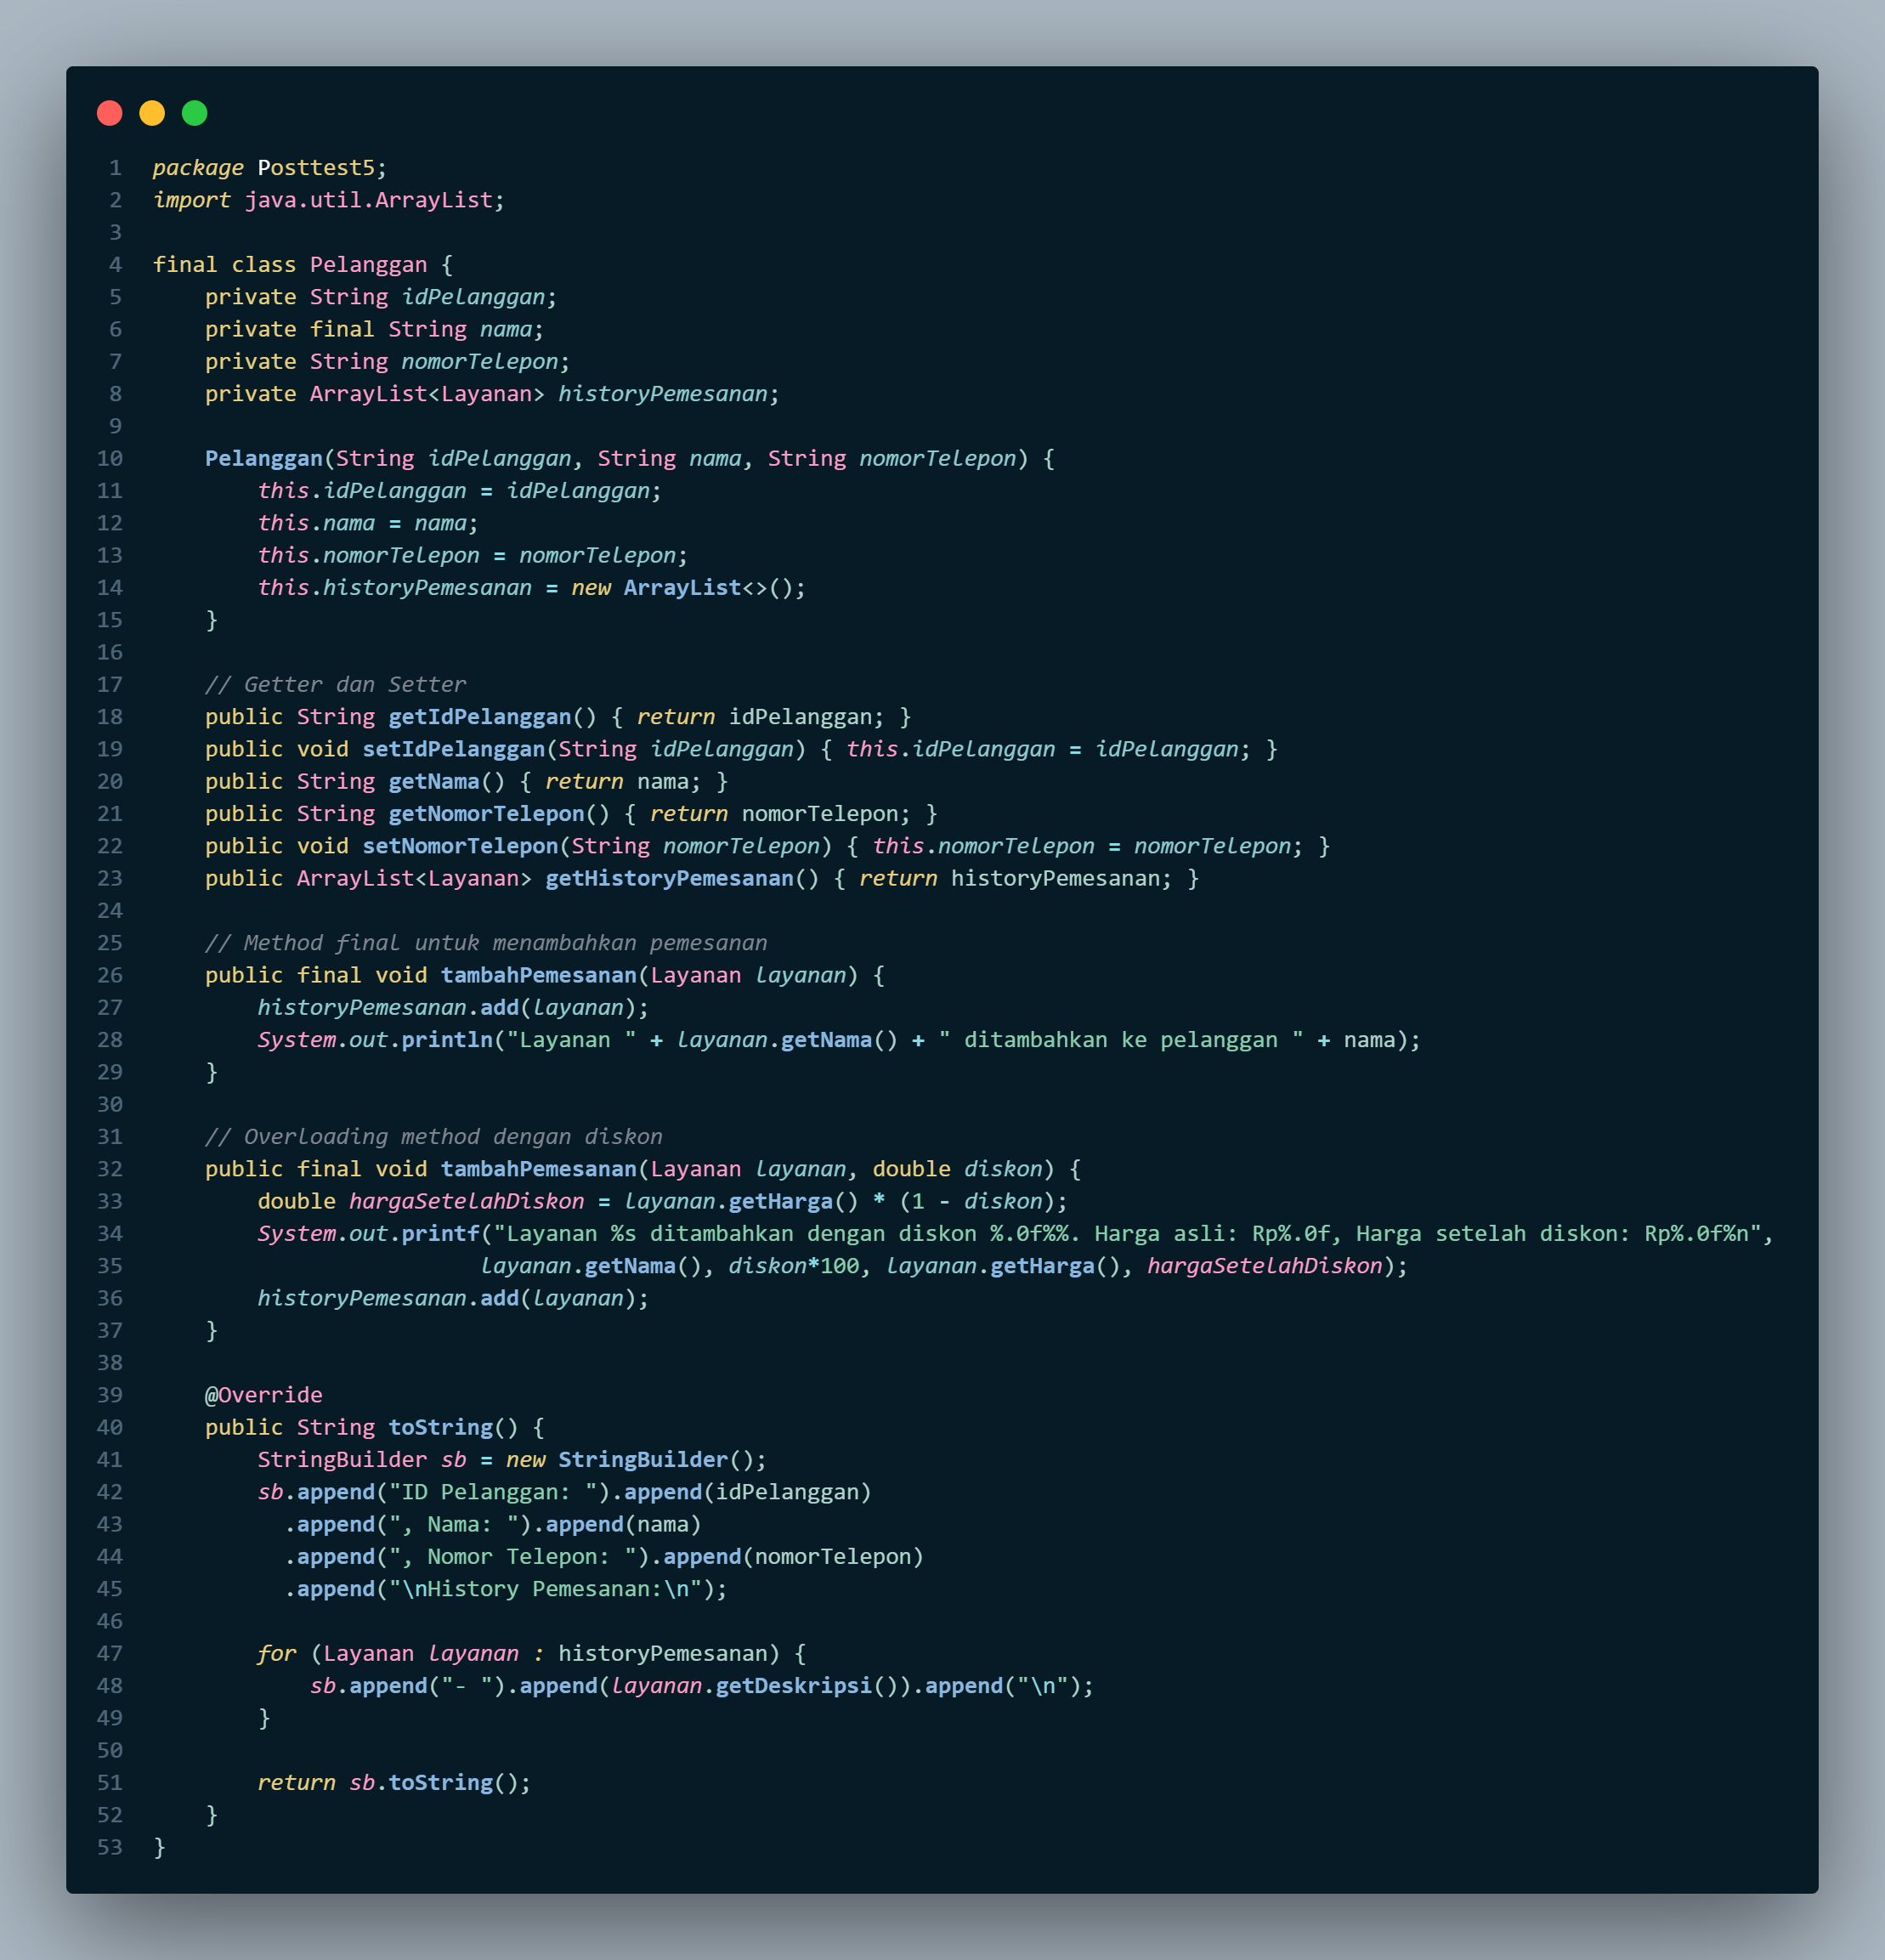 1 package Posttest5;
2 import java.util.ArrayList;
3
4 final class Pelanggan {
5     private String idPelanggan;
6     private final String nama;
7     private String nomorTelepon;
8     private ArrayList<Layanan> historyPemesanan;
9
10     Pelanggan(String idPelanggan, String nama, String nomorTelepon) {
11         this.idPelanggan = idPelanggan;
12         this.nama = nama;
13         this.nomorTelepon = nomorTelepon;
14         this.historyPemesanan = new ArrayList<>();
15     }
16
17     // Getter dan Setter
18     public String getIdPelanggan() { return idPelanggan; }
19     public void setIdPelanggan(String idPelanggan) { this.idPelanggan = idPelanggan; }
20     public String getNama() { return nama; }
21     public String getNomorTelepon() { return nomorTelepon; }
22     public void setNomorTelepon(String nomorTelepon) { this.nomorTelepon = nomorTelepon; }
23     public ArrayList<Layanan> getHistoryPemesanan() { return historyPemesanan; }
24
25     // Method final untuk menambahkan pemesanan
26     public final void tambahPemesanan(Layanan layanan) {
27         historyPemesanan.add(layanan);
28         System.out.println("Layanan " + layanan.getNama() + " ditambahkan ke pelanggan " + nama);
29     }
30
31     // Overloading method dengan diskon
32     public final void tambahPemesanan(Layanan layanan, double diskon) {
33         double hargaSetelahDiskon = layanan.getHarga() * (1 - diskon);
34         System.out.printf("Layanan %s ditambahkan dengan diskon %.0f%%. Harga asli: Rp%.0f, Harga setelah diskon: Rp%.0f%n",
35                          layanan.getNama(), diskon*100, layanan.getHarga(), hargaSetelahDiskon);
36         historyPemesanan.add(layanan);
37     }
38
39     @Override
40     public String toString() {
41         StringBuilder sb = new StringBuilder();
42         sb.append("ID Pelanggan: ").append(idPelanggan)
43           .append(", Nama: ").append(nama)
44           .append(", Nomor Telepon: ").append(nomorTelepon)
45           .append("\nHistory Pemesanan:\n");
46
47         for (Layanan layanan : historyPemesanan) {
48             sb.append("- ").append(layanan.getDeskripsi()).append("\n");
49         }
50
51         return sb.toString();
52     }
53 }